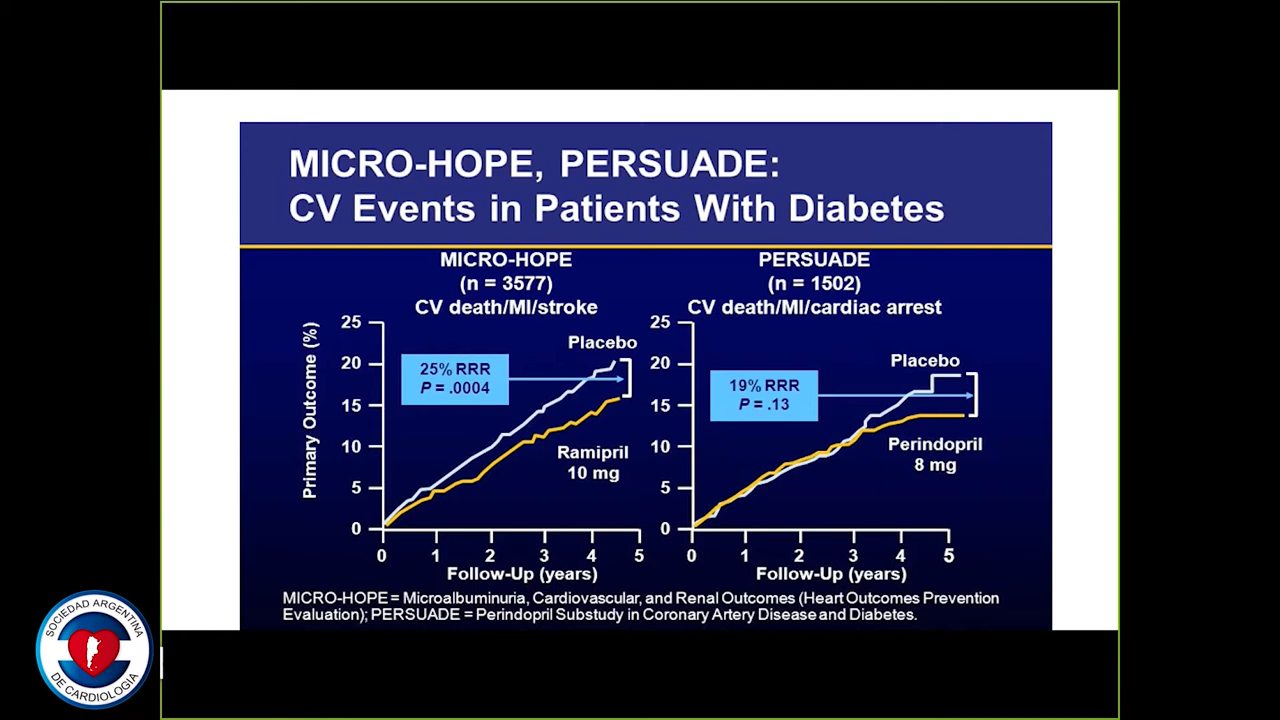 MICRO-HOPE, PERSUADE:
CV Events in Patients With Diabetes
MICRO-HOPE
(n = 3577)
CV death/MI/stroke
Primary Outcome (%)
25
20
15
10
5
0
Placebo
25% RRR
P = .0004
Ramipril
10 mg
0 1 2 3 4 5
Follow-Up (years)
PERSUADE
(n = 1502)
CV death/MI/cardiac arrest
25
20
15
10
5
0
Placebo
19% RRR
P = .13
Perindopril
8 mg
0 1 2 3 4 5
Follow-Up (years)
MICRO-HOPE = Microalbuminuria, Cardiovascular, and Renal Outcomes (Heart Outcomes Prevention
Evaluation); PERSUADE = Perindopril Substudy in Coronary Artery Disease and Diabetes.
SOCIEDAD ARGENTINA
DE CARDIOLOGIA